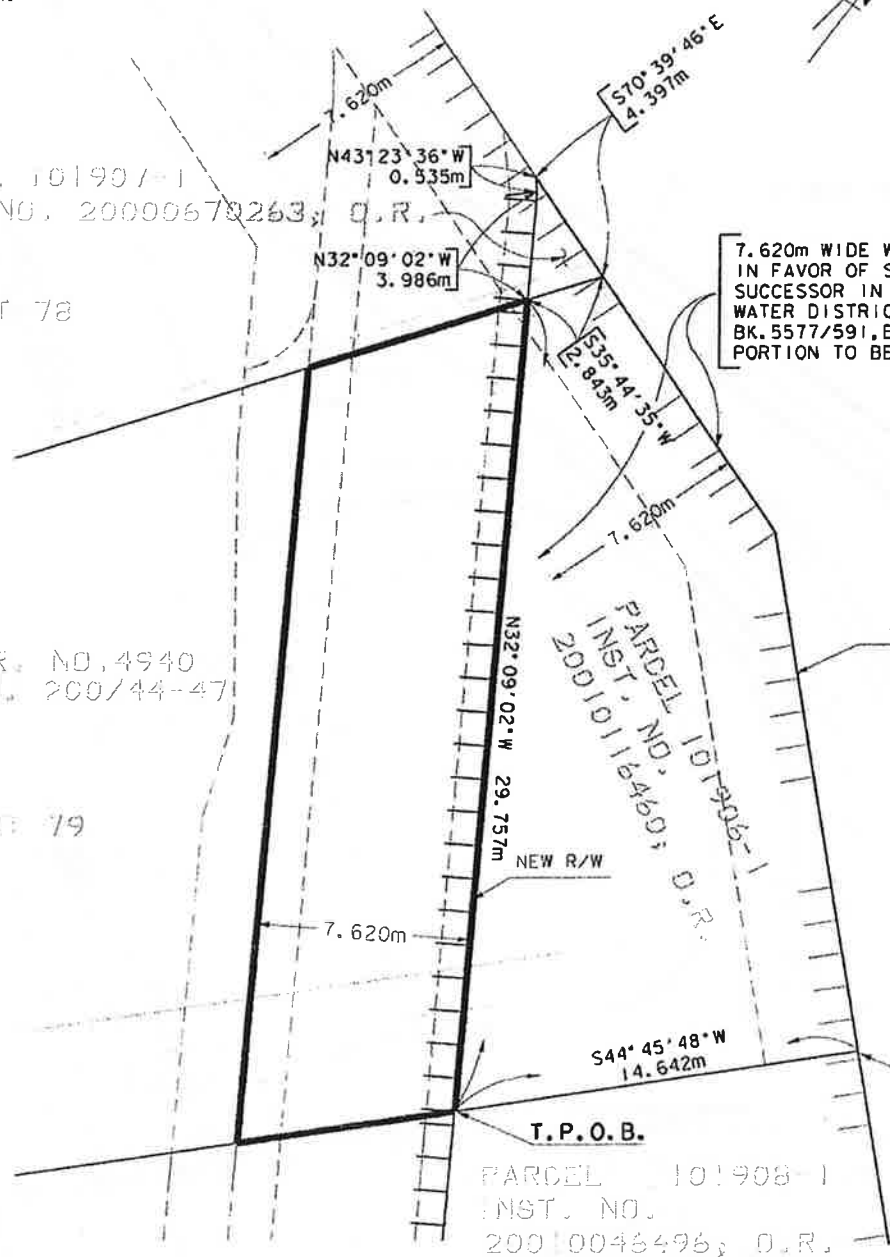 S70°39'46"E
4.397m
7.620m
N43°23'36"W
0.535m
101907-1
NO. 20000670263; O.R.
N32°09'02"W
3.986m
78
7.620m WIDE W
IN FAVOR OF S
SUCCESSOR IN
WATER DISTRIC
BK.5577/591,E
PORTION TO BE
S35°44'35"W
2.843m
7.620m
PARCEL 101906-1
INST. NO.
20010116460; O.R.
NO.4940
200/44-47
N32°09'02"W 29.757m
79
NEW R/W
7.620m
S44°45'48"W
14.642m
T.P.O.B.
PARCEL 101908-1
INST. NO.
20010046496; O.R.